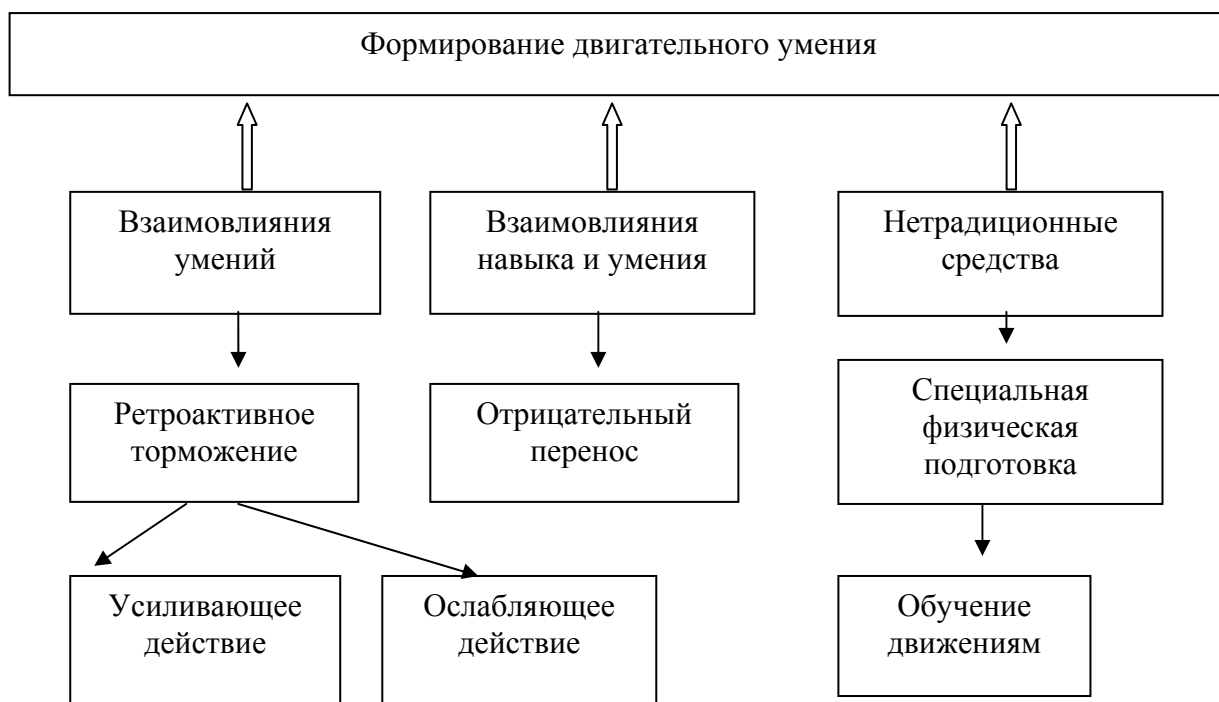 Формирование двигательного умения
Взаимовлияния
умений
Взаимовлияния
навыка и умения
Нетрадиционные
средства
Ретроактивное
торможение
Отрицательный
перенос
Специальная
физическая
подготовка
Усиливающее
действие
Ослабляющее
действие
Обучение
движениям